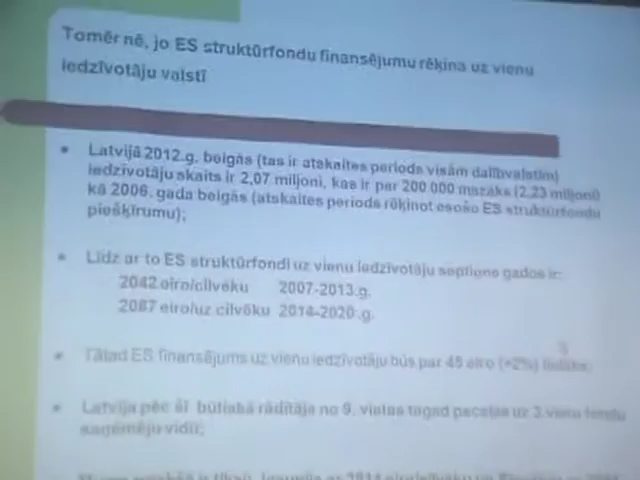 Tomēr nē, jo ES struktūrfondu finansējumu rēķina uz vienu
iedzīvotāju valstī
• Latvijā 2012.g. beigās (tas ir atskaites periods visām dalībvalstīm)
iedzīvotāju skaits ir 2,07 miljoni, kas ir par 200 000 mazāks (2,23 miljoni)
kā 2006. gada beigās (atskaites periods rēķinot esošo ES struktūrfondu
piešķīrumu);
• Līdz ar to ES struktūrfondi uz vienu iedzīvotāju septiņos gados ir:
2042 eiro/cilvēku 2007-2013.g.
2087 eiro/uz cilvēku 2014-2020 .g.
• Tātad ES finansējums uz vienu iedzīvotāju būs par 45 eiro (+2%) lielāks;
• Latvija pēc šī būtiskā rādītāja no 9. vietas tagad paceļas uz 3.vietu fondu
saņēmēju vidū;